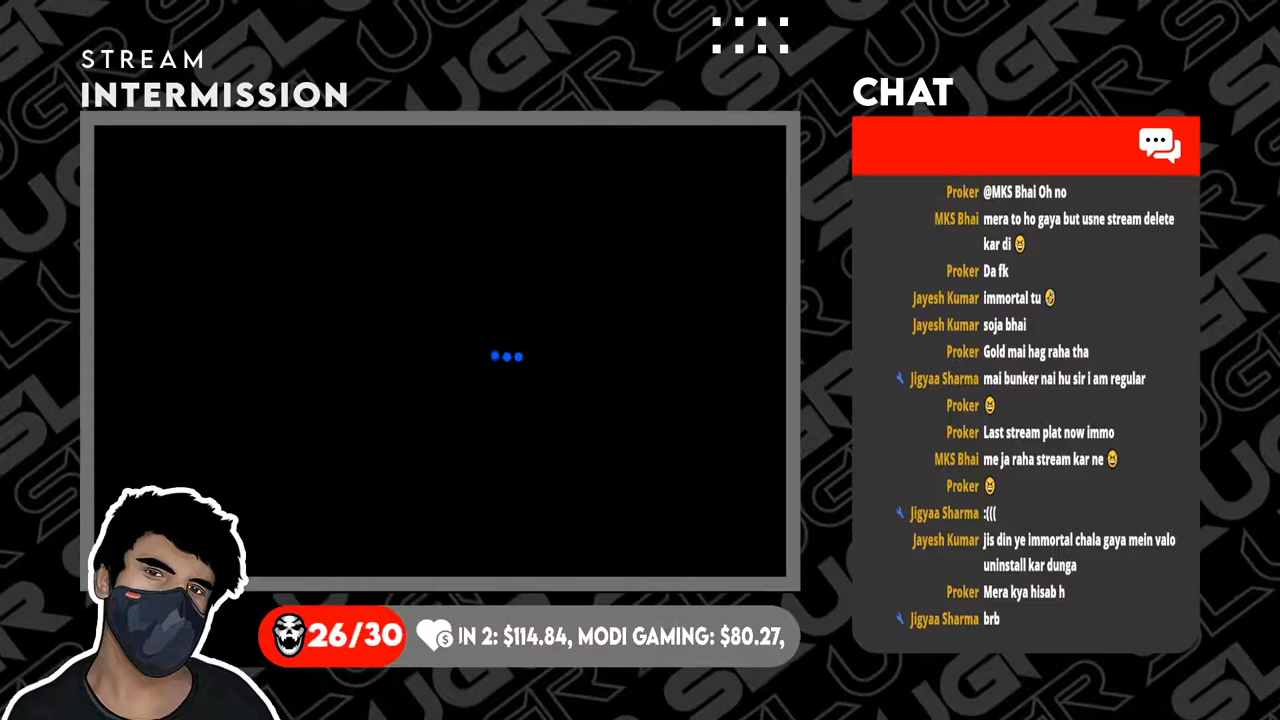 STREAM
INTERMISSION
CHAT
Proker @MKS Bhai Oh no
MKS Bhai mera to ho gaya but usne stream delete
kar di 😆
Proker Da fk
Jayesh Kumar immortal tu 🤣
Jayesh Kumar soja bhai
Proker Gold mai hag raha tha
Jigyaa Sharma mai bunker nai hu sir i am regular
Proker 😆
Proker Last stream plat now immo
MKS Bhai me ja raha stream kar ne 😆
Proker 😆
Jigyaa Sharma :(((
Jayesh Kumar jis din ye immortal chala gaya mein valo
uninstall kar dunga
Proker Mera kya hisab h
Jigyaa Sharma brb
26/30
IN 2: $114.84, MODI GAMING: $80.27,